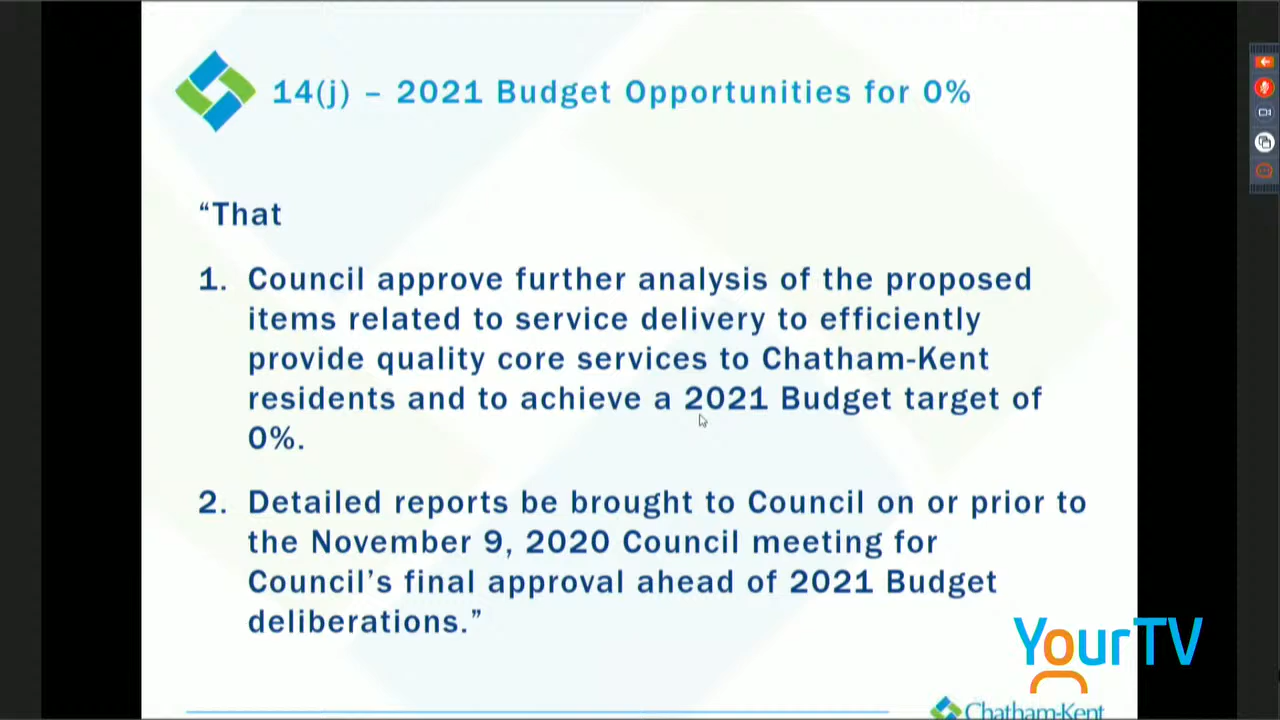 14(j) – 2021 Budget Opportunities for 0%
“That
1. Council approve further analysis of the proposed
items related to service delivery to efficiently
provide quality core services to Chatham-Kent
residents and to achieve a 2021 Budget target of
0%.
2. Detailed reports be brought to Council on or prior to
the November 9, 2020 Council meeting for
Council’s final approval ahead of 2021 Budget
deliberations.”
YourTV
Chatham-Kent